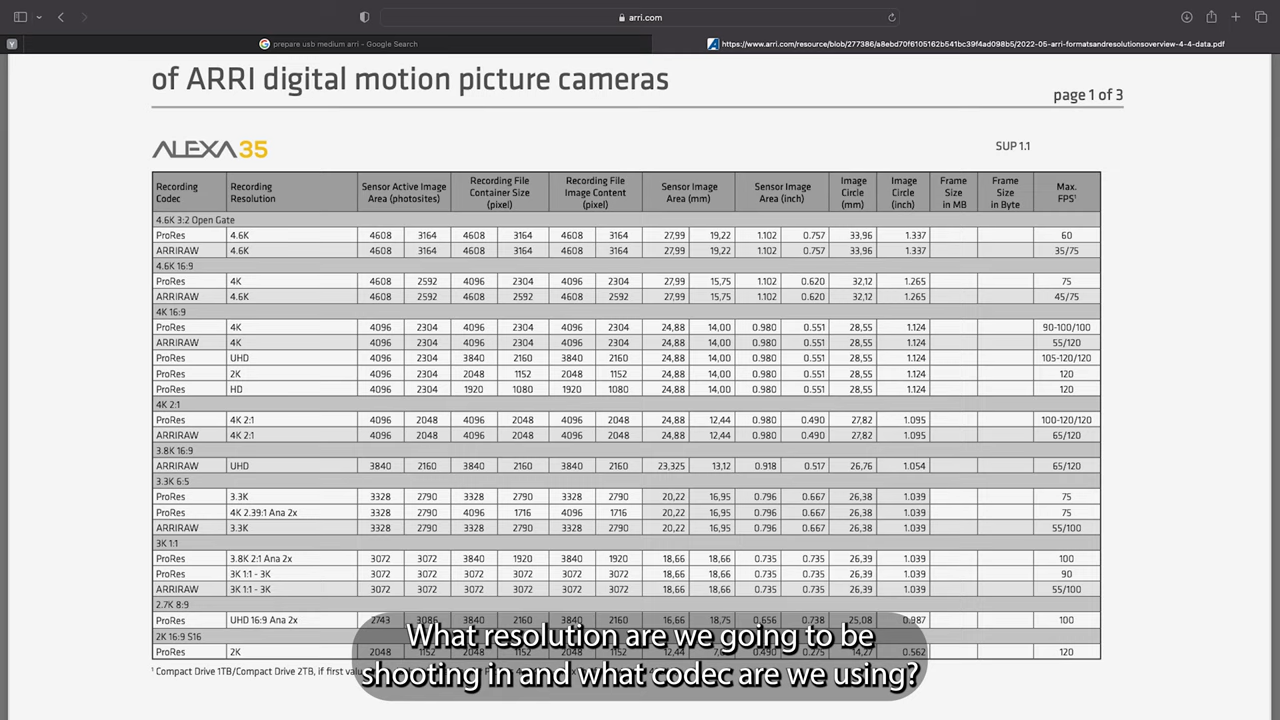 arri.com
Y
prepare usb medium arri - Google Search
https://www.arri.com/resource/blob/277386/a8ebd70f6105162b541bc39f4ad098b5/2022-05-arri-formatsandresolutionsoverview-4-4-data.pdf
of ARRI digital motion picture cameras
page 1 of 3
ALEXA 35
SUP 1.1
Recording Codec Recording Resolution Sensor Active Image Area (photosites) Recording File Container Size (pixel) Recording File Image Content (pixel) Sensor Image Area (mm) Sensor Image Area (inch) Image Circle (mm) Image Circle (inch) Frame Size in MB Frame Size in Byte Max. FPS¹
4.6K 3:2 Open Gate
ProRes 4.6K 4608 3164 4608 3164 4608 3164 27,99 19,22 1.102 0.757 33,96 1.337 60
ARRIRAW 4.6K 4608 3164 4608 3164 4608 3164 27,99 19,22 1.102 0.757 33,96 1.337 35/75
4.6K 16:9
ProRes 4K 4608 2592 4096 2304 4096 2304 27,99 15,75 1.102 0.620 32,12 1.265 75
ARRIRAW 4.6K 4608 2592 4608 2592 4608 2592 27,99 15,75 1.102 0.620 32,12 1.265 45/75
4K 16:9
ProRes 4K 4096 2304 4096 2304 4096 2304 24,88 14,00 0.980 0.551 28,55 1.124 90-100/100
ARRIRAW 4K 4096 2304 4096 2304 4096 2304 24,88 14,00 0.980 0.551 28,55 1.124 55/120
ProRes UHD 4096 2304 3840 2160 3840 2160 24,88 14,00 0.980 0.551 28,55 1.124 105-120/120
ProRes 2K 4096 2304 2048 1152 2048 1152 24,88 14,00 0.980 0.551 28,55 1.124 120
ProRes HD 4096 2304 1920 1080 1920 1080 24,88 14,00 0.980 0.551 28,55 1.124 120
4K 2:1
ProRes 4K 2:1 4096 2048 4096 2048 4096 2048 24,88 12,44 0.980 0.490 27,82 1.095 100-120/120
ARRIRAW 4K 2:1 4096 2048 4096 2048 4096 2048 24,88 12,44 0.980 0.490 27,82 1.095 65/120
3.8K 16:9
ARRIRAW UHD 3840 2160 3840 2160 3840 2160 23,325 13,12 0.918 0.517 26,76 1.054 65/120
3.3K 6:5
ProRes 3.3K 3328 2790 3328 2790 3328 2790 20,22 16,95 0.796 0.667 26,38 1.039 75
ProRes 4K 2.39:1 Ana 2x 3328 2790 4096 1716 4096 1716 20,22 16,95 0.796 0.667 26,38 1.039 75
ARRIRAW 3.3K 3328 2790 3328 2790 3328 2790 20,22 16,95 0.796 0.667 26,38 1.039 55/100
3K 1:1
ProRes 3.8K 2:1 Ana 2x 3072 3072 3840 1920 3840 1920 18,66 18,66 0.735 0.735 26,39 1.039 100
ProRes 3K 1:1 - 3K 3072 3072 3072 3072 3072 3072 18,66 18,66 0.735 0.735 26,39 1.039 90
ARRIRAW 3K 1:1 - 3K 3072 3072 3072 3072 3072 3072 18,66 18,66 0.735 0.735 26,39 1.039 55/100
2.7K 8:9
ProRes UHD 16:9 Ana 2x 2743 3086 3840 2160 3840 2160 16,66 18,75 0.656 0.738 25,08 0.987 100
2K 16:9 S16
ProRes 2K 2048 1152 2048 1152 2048 1152 12,44 0.490 0.275 14,27 0.562 120
¹ Compact Drive 1TB/Compact Drive 2TB, if first
What resolution are we going to be
shooting in and what codec are we using?